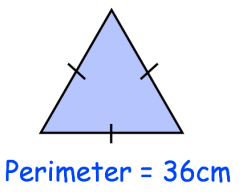 Perimeter = 36cm